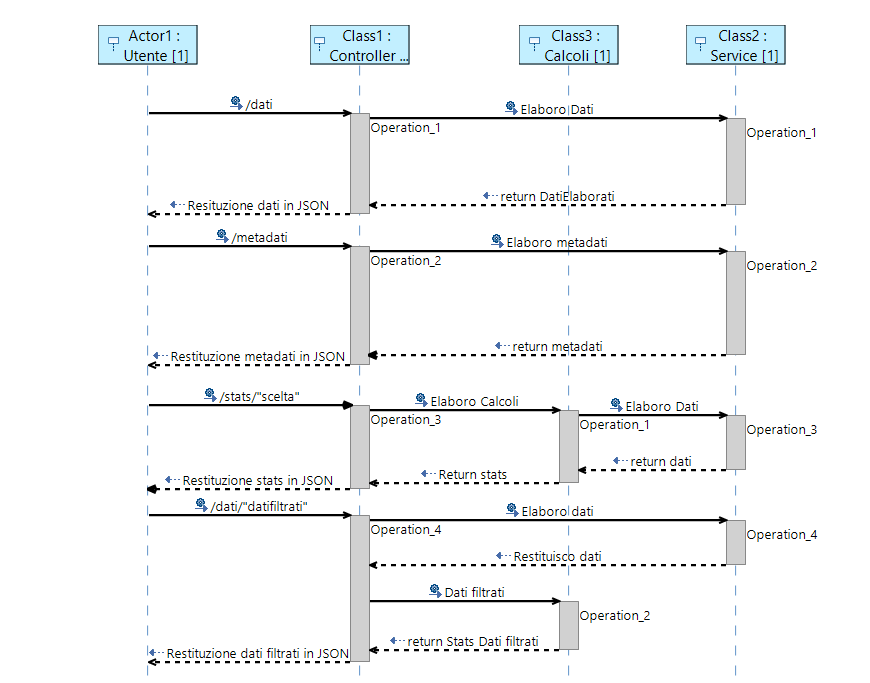 Actor1 :
Utente [1]
Class1 :
Controller ...
Class3 :
Calcoli [1]
Class2 :
Service [1]
/dati
Elaboro Dati
Operation_1
Operation_1
return DatiElaborati
Resituzione dati in JSON
/metadati
Elaboro metadati
Operation_2
Operation_2
return metadati
Restituzione metadati in JSON
/stats/"scelta"
Elaboro Calcoli
Elaboro Dati
Operation_3
Operation_1
Operation_3
return dati
Return stats
Restituzione stats in JSON
/dati/"datifiltrati"
Elaboro dati
Operation_4
Operation_4
Restituisco dati
Dati filtrati
Operation_2
return Stats Dati filtrati
Restituzione dati filtrati in JSON